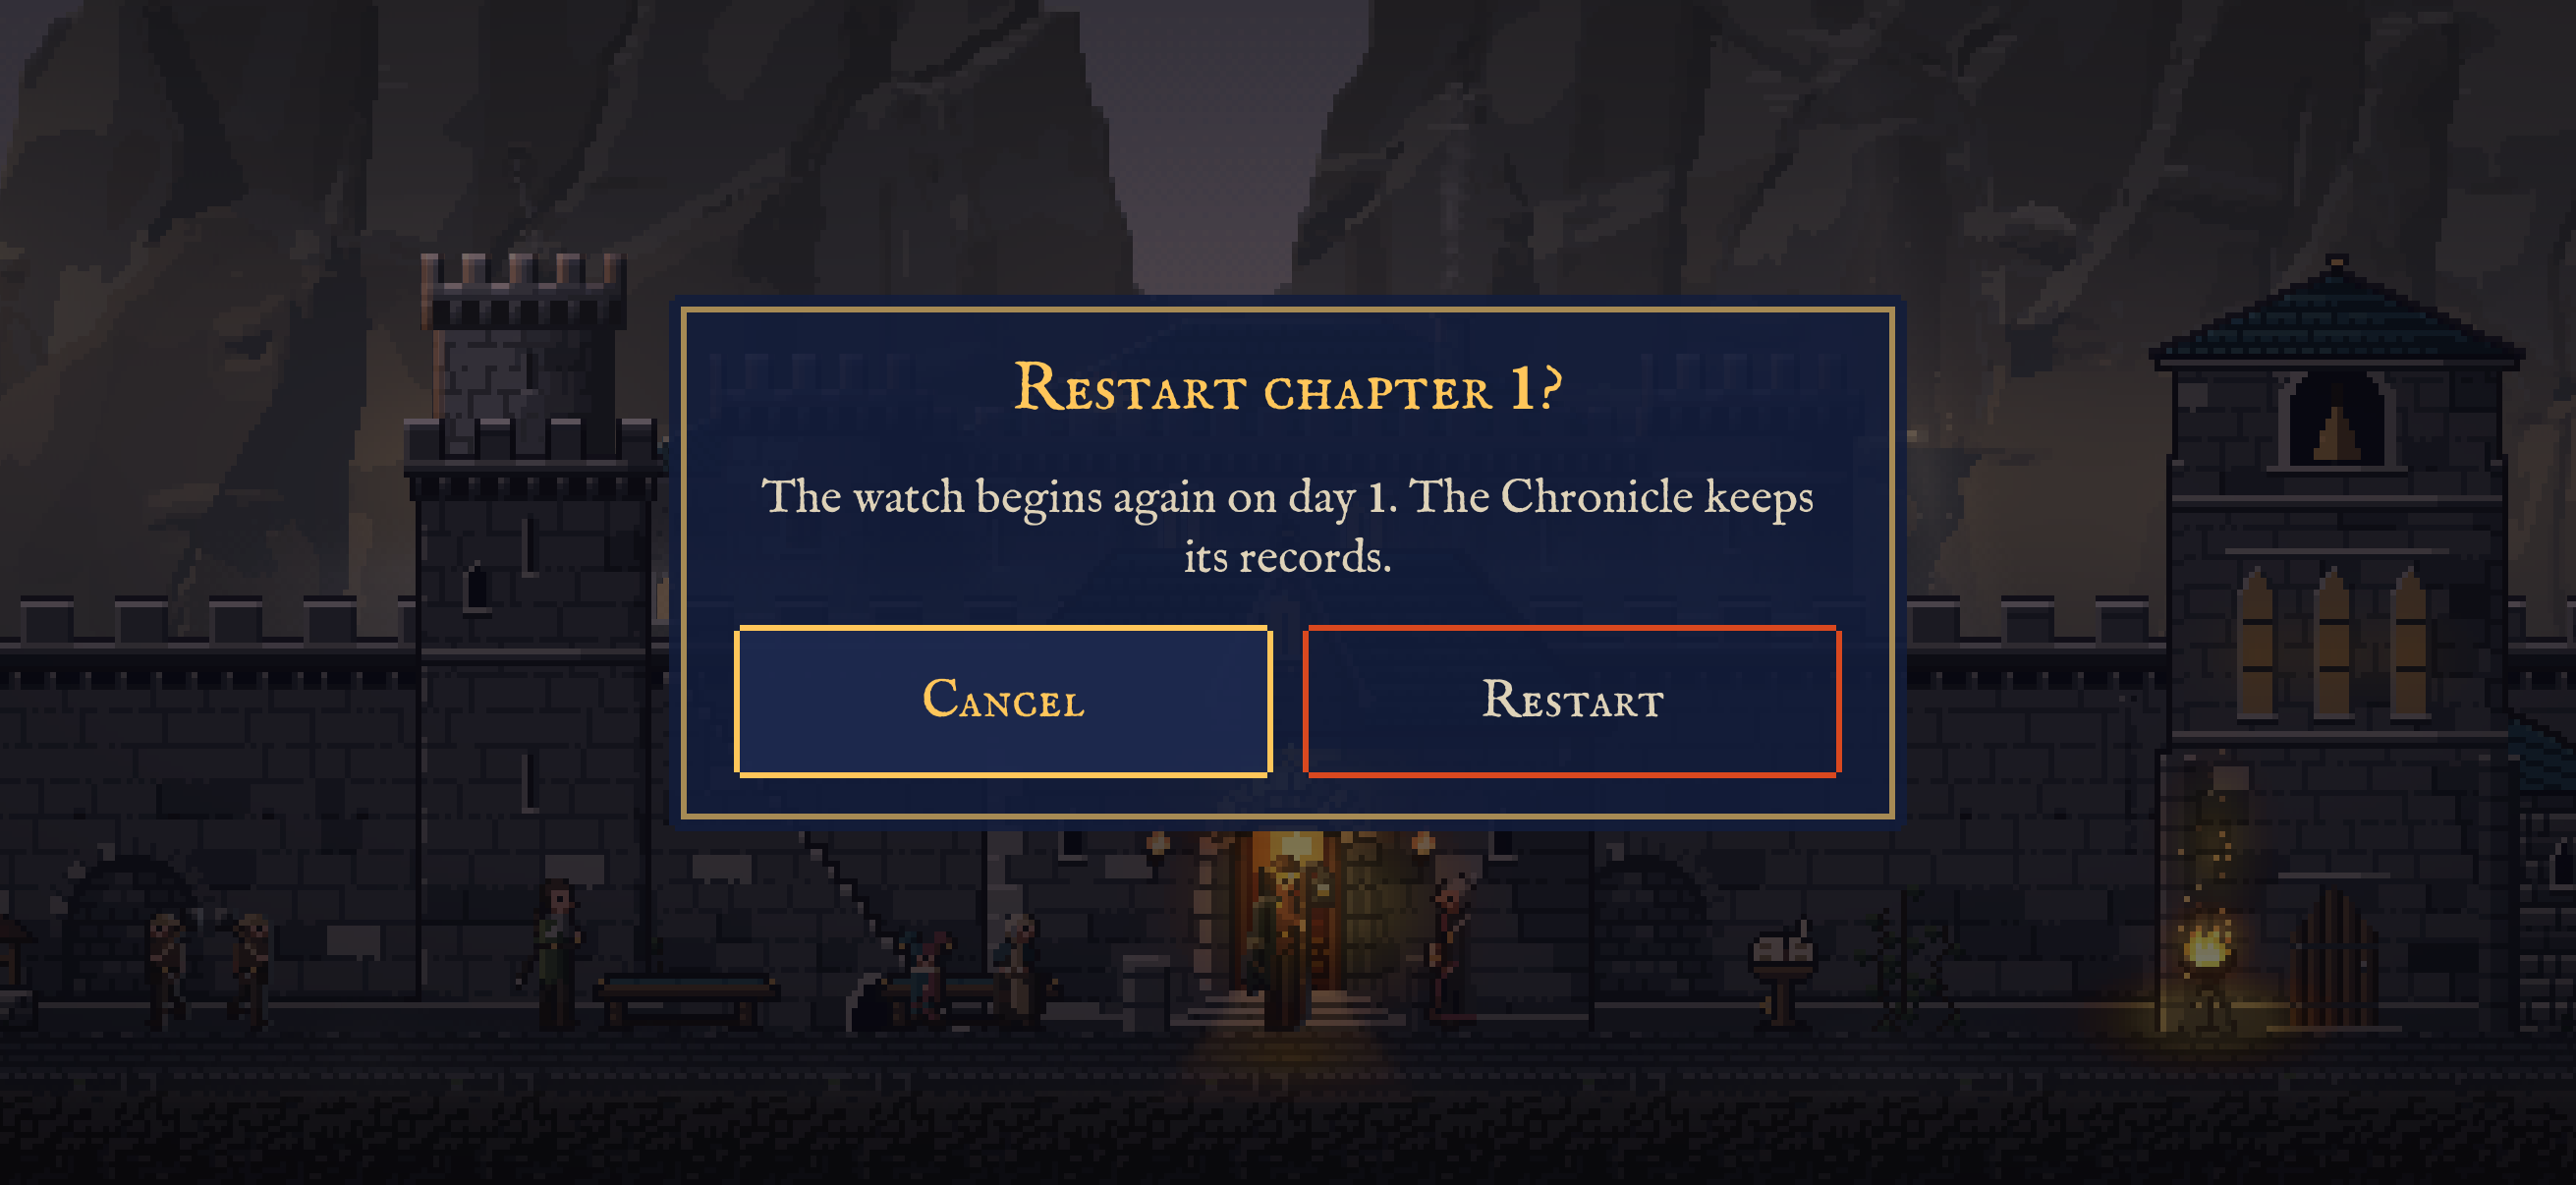 Restart chapter 1?
The watch begins again on day 1. The Chronicle keeps
its records.
Cancel
Restart